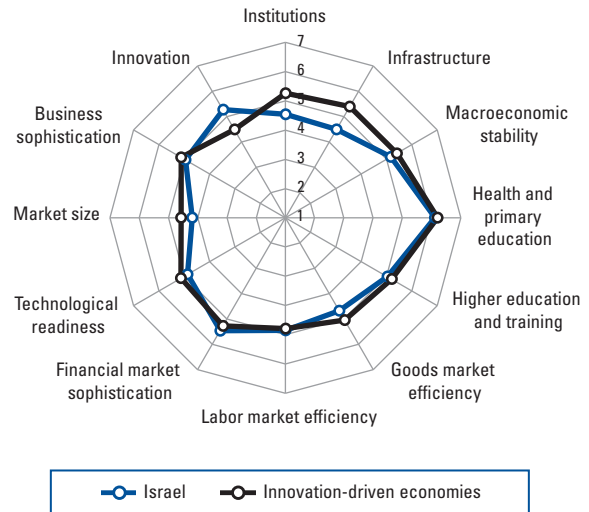 Institutions
7
6
5
4
3
2
1
Infrastructure
Macroeconomic
stability
Health and
primary
education
Higher education
and training
Goods market
efficiency
Labor market efficiency
Financial market
sophistication
Technological
readiness
Market size
Business
sophistication
Innovation
Israel
Innovation-driven economies